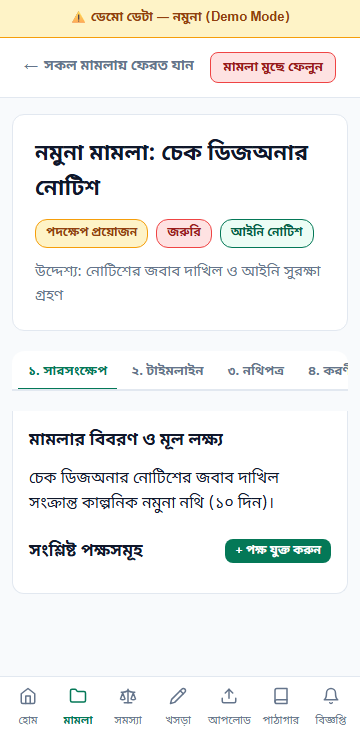 ⚠️ ডেমো ডেটা — নমুনা (Demo Mode)
← সকল মামলায় ফেরত যান
মামলা মুছে ফেলুন
নমুনা মামলা: চেক ডিজঅনার
নোটিশ
পদক্ষেপ প্রয়োজন জরুরি আইনি নোটিশ
উদ্দেশ্য: নোটিশের জবাব দাখিল ও আইনি সুরক্ষা
গ্রহণ
১. সারসংক্ষেপ ২. টাইমলাইন ৩. নথিপত্র ৪.
মামলার বিবরণ ও মূল লক্ষ্য
চেক ডিজঅনার নোটিশের জবাব দাখিল
সংক্রান্ত কাল্পনিক নমুনা নথি (১০ দিন)।
সংশ্লিষ্ট পক্ষসমূহ
+ পক্ষ যুক্ত করুন
হোম মামলা সমস্যা খসড়া আপলোড পাঠাগার বিজ্ঞপ্তি